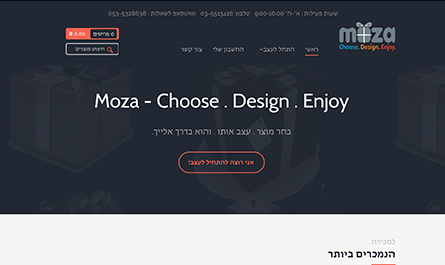 שעות פעילות : א'-ה' 9:00-16:00 טלפון: 03-5513416 וואטסאפ לשאלות : 053-5328638
moza
Choose. Design. Enjoy.
0 פריטים 0.00 ₪
ראשי התחל לעצב החשבון שלי צור קשר
חיפוש מוצרים
Moza - Choose . Design . Enjoy
בחר מוצר . עצב אותו . והוא בדרך אלייך.
אני רוצה להתחיל לעצב!
למכירה
הנמכרים ביותר